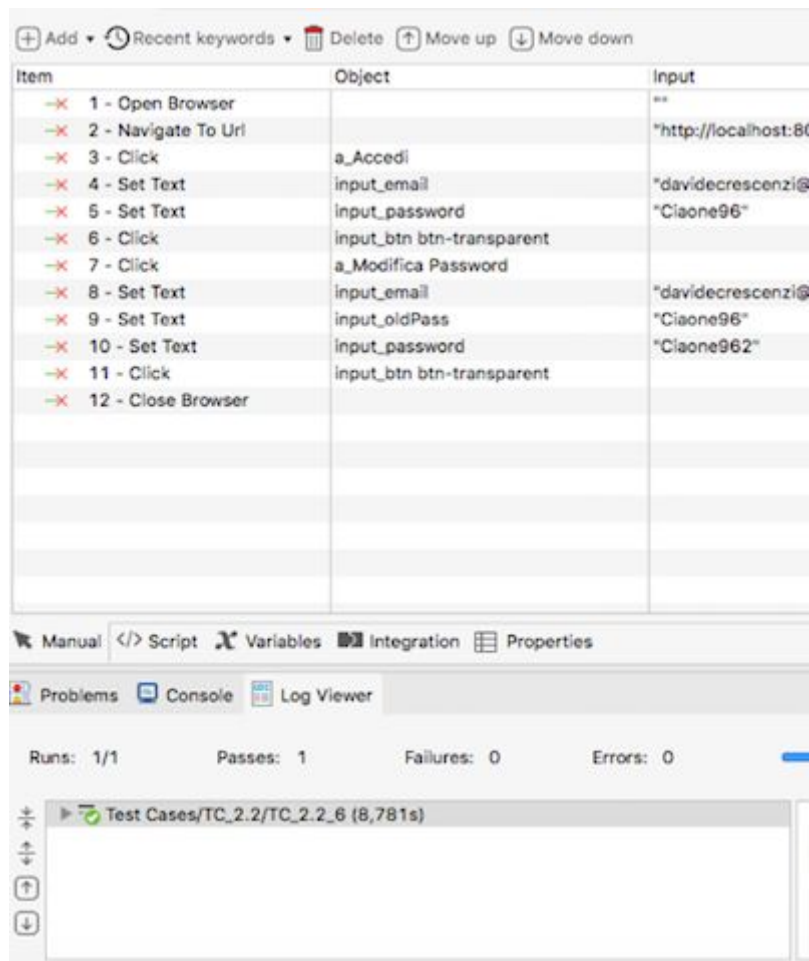 Add Recent keywords Delete Move up Move down
Item Object Input
1 - Open Browser ""
2 - Navigate To Url "http://localhost:80
3 - Click a_Accedi
4 - Set Text input_email "davidecrescenzi@
5 - Set Text input_password "Ciaone96"
6 - Click input_btn btn-transparent
7 - Click a_Modifica Password
8 - Set Text input_email "davidecrescenzi@
9 - Set Text input_oldPass "Ciaone96"
10 - Set Text input_password "Ciaone962"
11 - Click input_btn btn-transparent
12 - Close Browser
Manual </> Script X Variables Integration Properties
Problems Console Log Viewer
Runs: 1/1 Passes: 1 Failures: 0 Errors: 0
Test Cases/TC_2.2/TC_2.2_6 (8,781s)